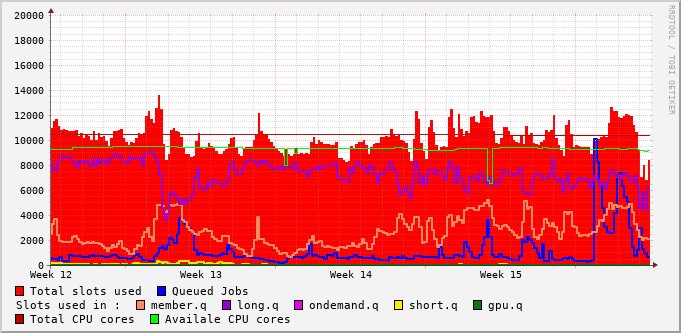 RRDTOOL / TOBI OETIKER
20000
18000
16000
14000
12000
10000
8000
6000
4000
2000
0
Week 12 Week 13 Week 14 Week 15
Total slots used Queued Jobs
Slots used in : member.q long.q ondemand.q short.q gpu.q
Total CPU cores Availale CPU cores